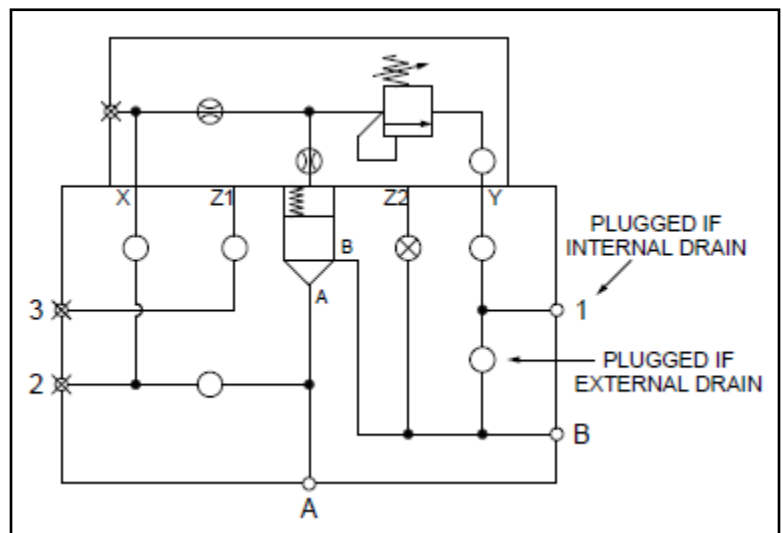 X Z1 Z2 Y
B
A
PLUGGED IF
INTERNAL DRAIN
3
1
2
PLUGGED IF
EXTERNAL DRAIN
B
A